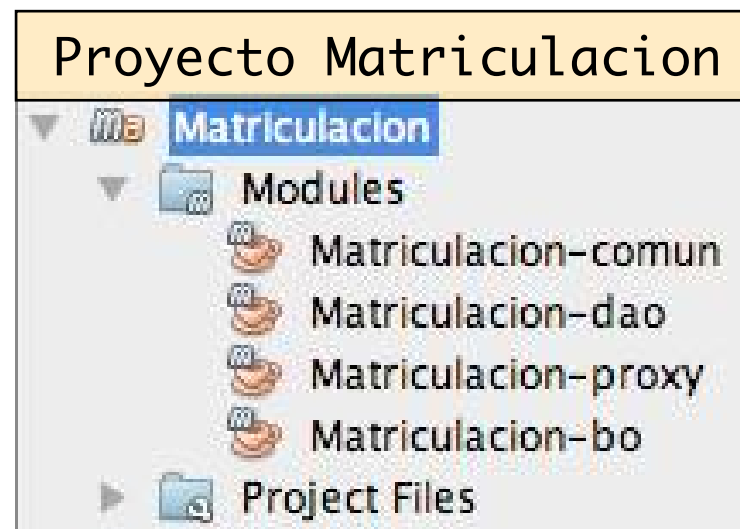 Proyecto Matriculacion
Matriculacion
Modules
Matriculacion-comun
Matriculacion-dao
Matriculacion-proxy
Matriculacion-bo
Project Files